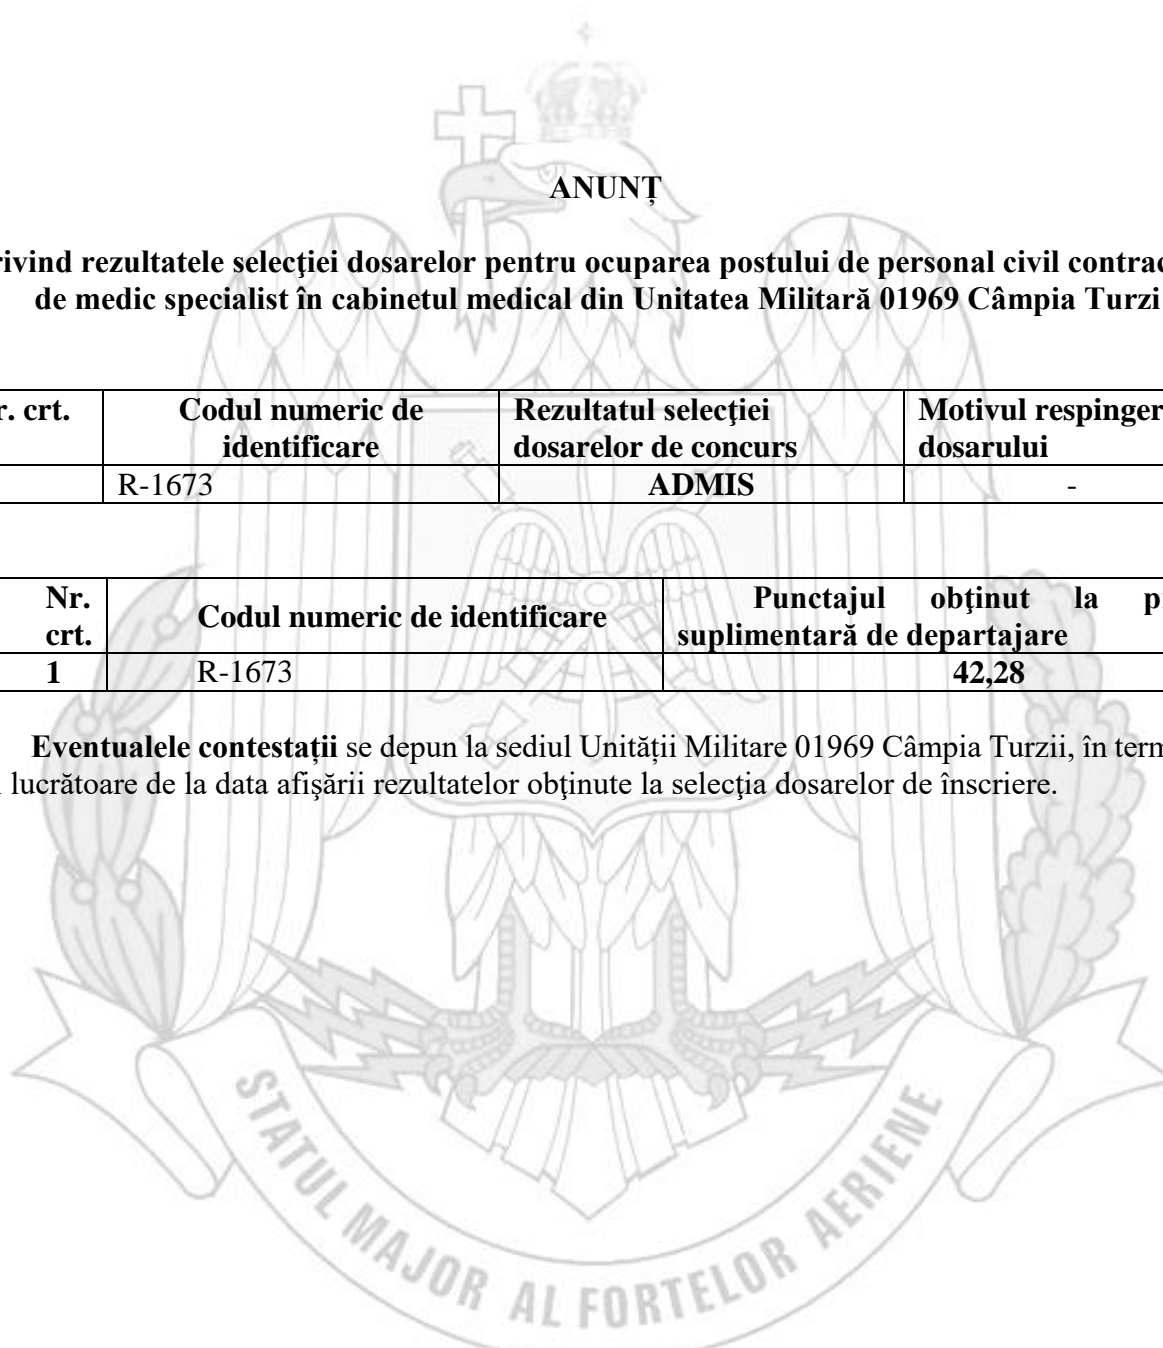 ANUNȚ
rivind rezultatele selecţiei dosarelor pentru ocuparea postului de personal civil contrac
de medic specialist în cabinetul medical din Unitatea Militară 01969 Câmpia Turzi
r. crt. Codul numeric de identificare Rezultatul selecţiei dosarelor de concurs Motivul respinger dosarului
R-1673 ADMIS -
Nr. crt. Codul numeric de identificare Punctajul obţinut la pr suplimentară de departajare
1 R-1673 42,28
Eventualele contestații se depun la sediul Unității Militare 01969 Câmpia Turzii, în term
lucrătoare de la data afişării rezultatelor obţinute la selecţia dosarelor de înscriere.
STATUL MAJOR AL FORTELOR AERIENE